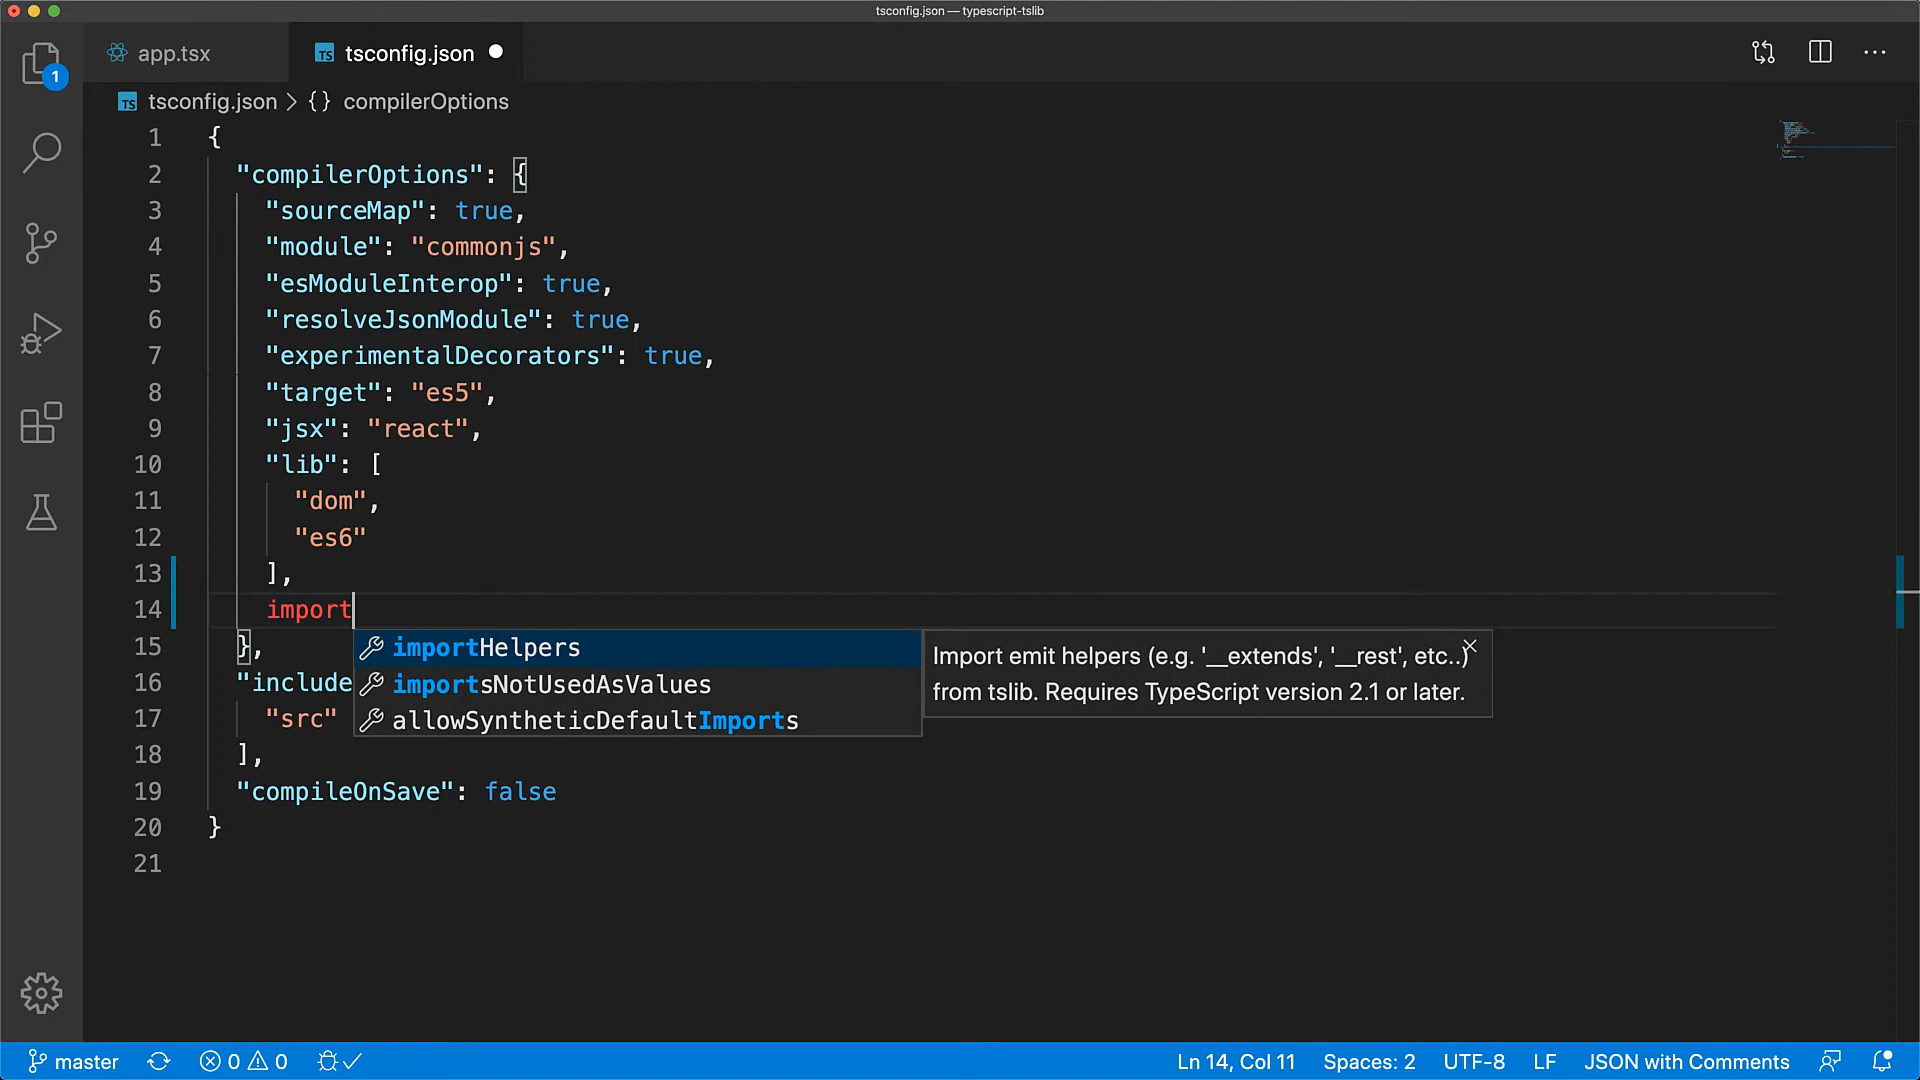 tsconfig.json — typescript-tslib
1
app.tsx
TS tsconfig.json
TS tsconfig.json > {} compilerOptions
1 {
2 "compilerOptions": {
3 "sourceMap": true,
4 "module": "commonjs",
5 "esModuleInterop": true,
6 "resolveJsonModule": true,
7 "experimentalDecorators": true,
8 "target": "es5",
9 "jsx": "react",
10 "lib": [
11 "dom",
12 "es6"
13 ],
14 import
15 },
importHelpers
Import emit helpers (e.g. '__extends', '__rest', etc..)
from tslib. Requires TypeScript version 2.1 or later.
16 "include
importsNotUsedAsValues
17 "src"
allowSyntheticDefaultImports
18 ],
19 "compileOnSave": false
20 }
21
master 0 0 Ln 14, Col 11 Spaces: 2 UTF-8 LF JSON with Comments